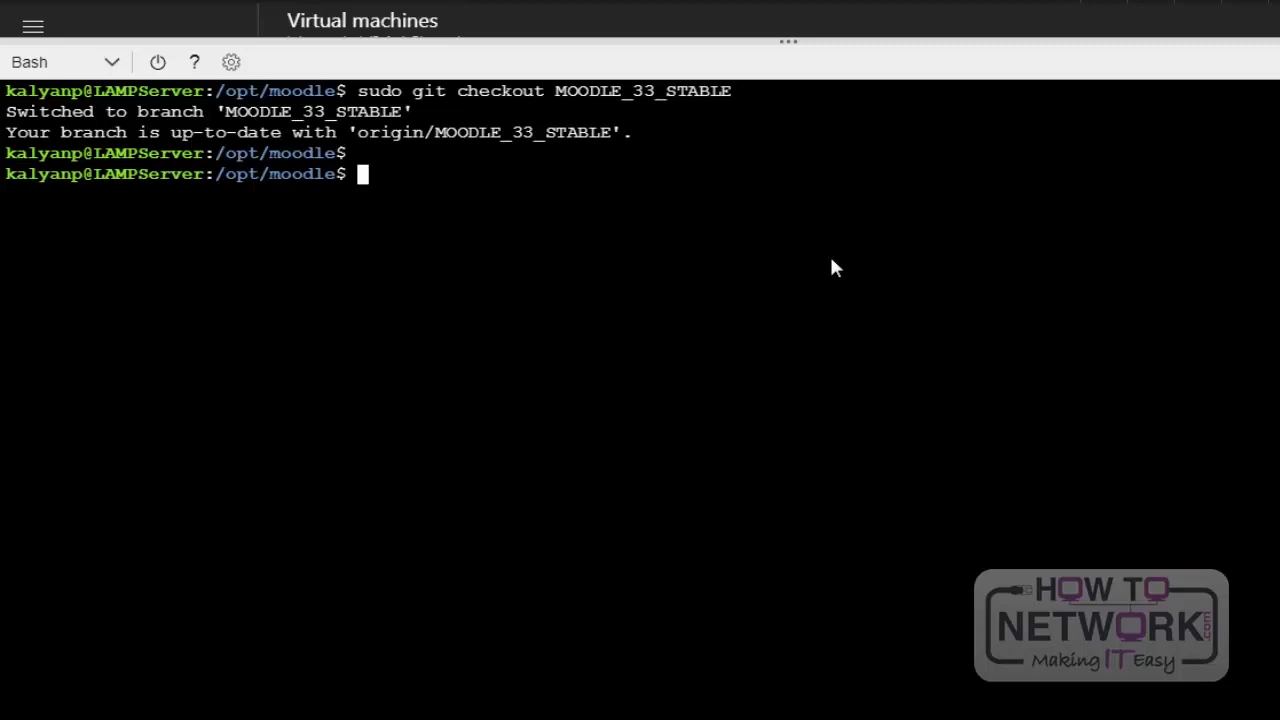 Virtual machines
Bash
?
kalyanp@LAMPServer:/opt/moodle$ sudo git checkout MOODLE_33_STABLE
Switched to branch 'MOODLE_33_STABLE'
Your branch is up-to-date with 'origin/MOODLE_33_STABLE'.
kalyanp@LAMPServer:/opt/moodle$
kalyanp@LAMPServer:/opt/moodle$
HOW TO
NETWORK.com
Making IT Easy